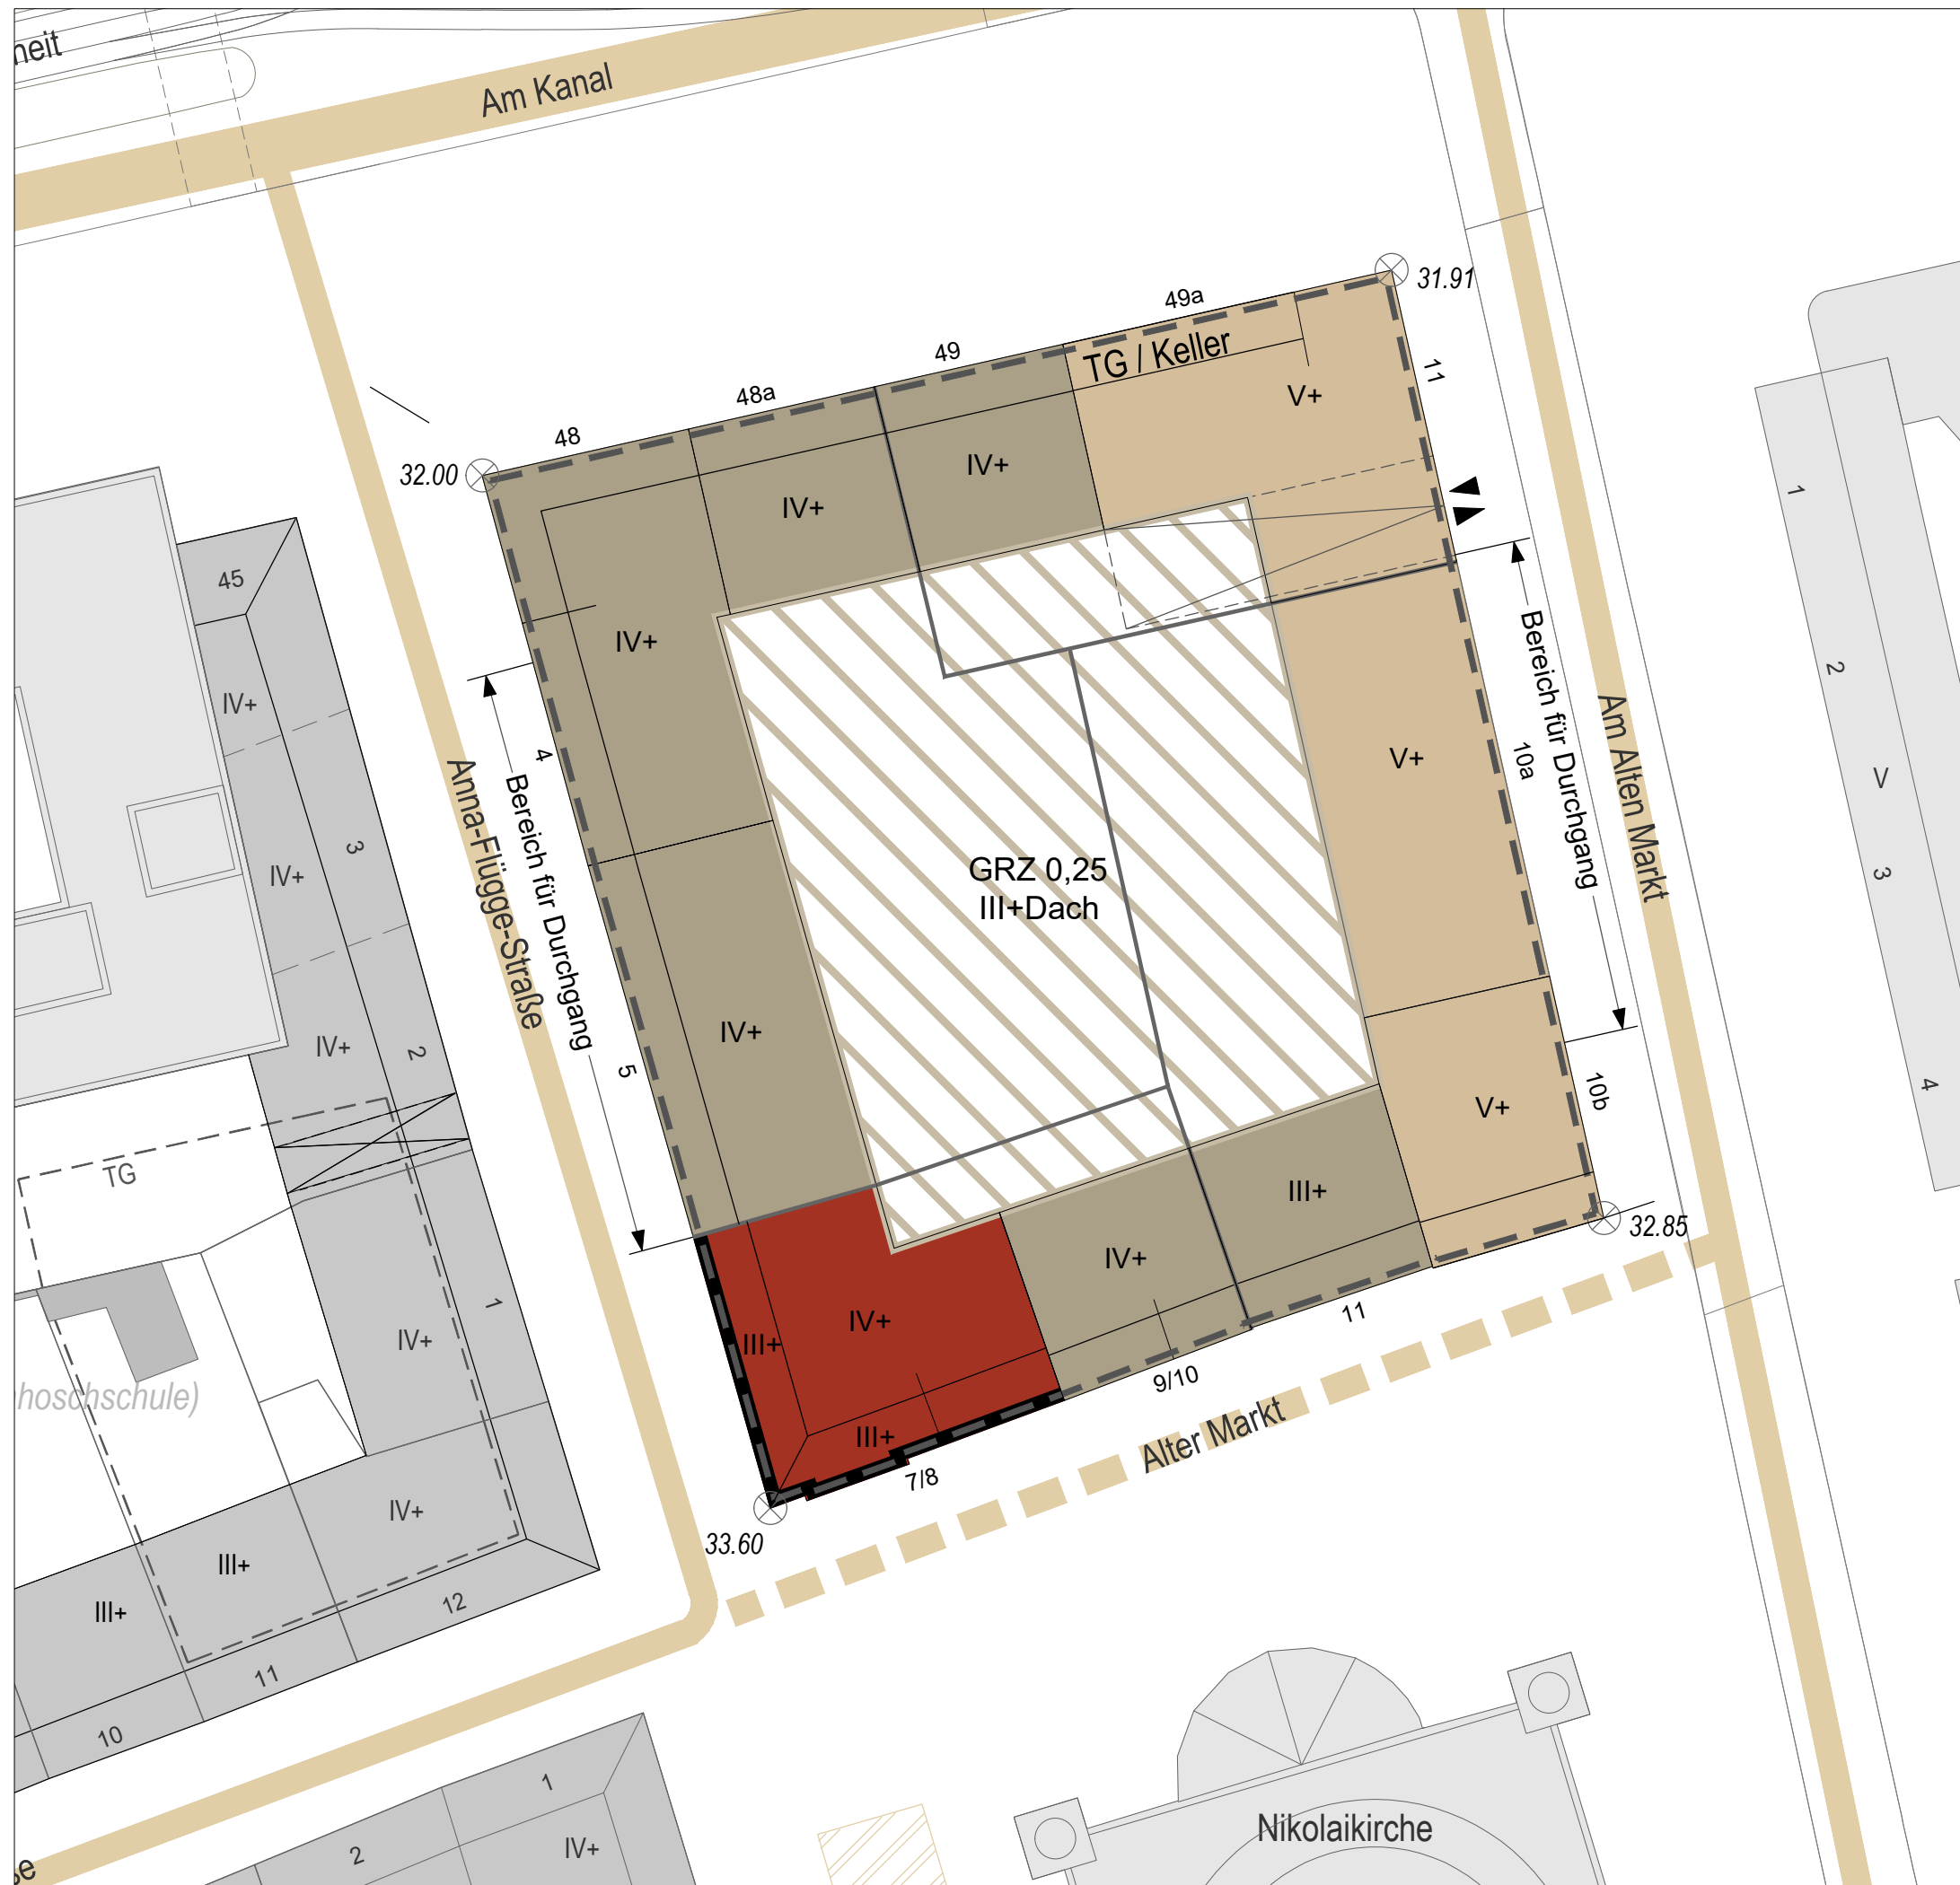 heit
Am Kanal
31.91
49a
TG / Keller
49
11
V+
48a
48
32.00
IV+
IV+
1
45
IV+
Bereich für Durchgang
2
IV+
Am Alten Markt
4
10a
V+
V
Anna-Flügge-Straße
Bereich für Durchgang
3
IV+
GRZ 0,25
III+Dach
3
IV+
5
IV+
2
10b
V+
4
TG
III+
32.85
IV+
1
IV+
III+
IV+
11
9/10
hoschschule)
Alter Markt
III+
7/8
33.60
IV+
III+
III+
12
11
10
1
2
IV+
Nikolaikirche
ße